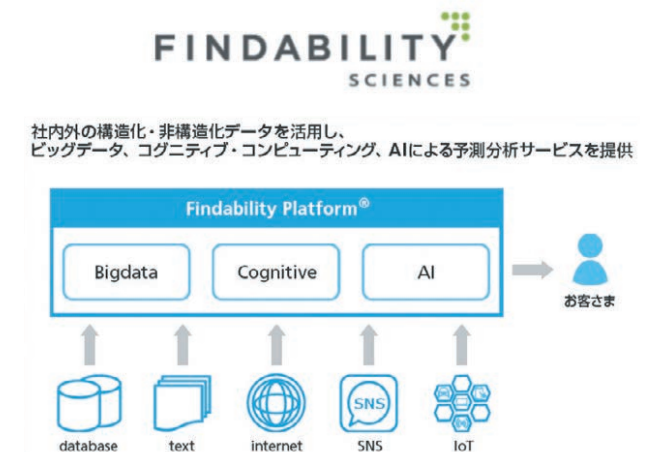 FINDABILITY
SCIENCES
社内外の構造化・非構造化データを活用し、
ビッグデータ、コグニティブ・コンピューティング、AIによる予測分析サービスを提供
Findability Platform®
Bigdata
Cognitive
AI
お客さま
SNS
database
text
internet
SNS
IoT